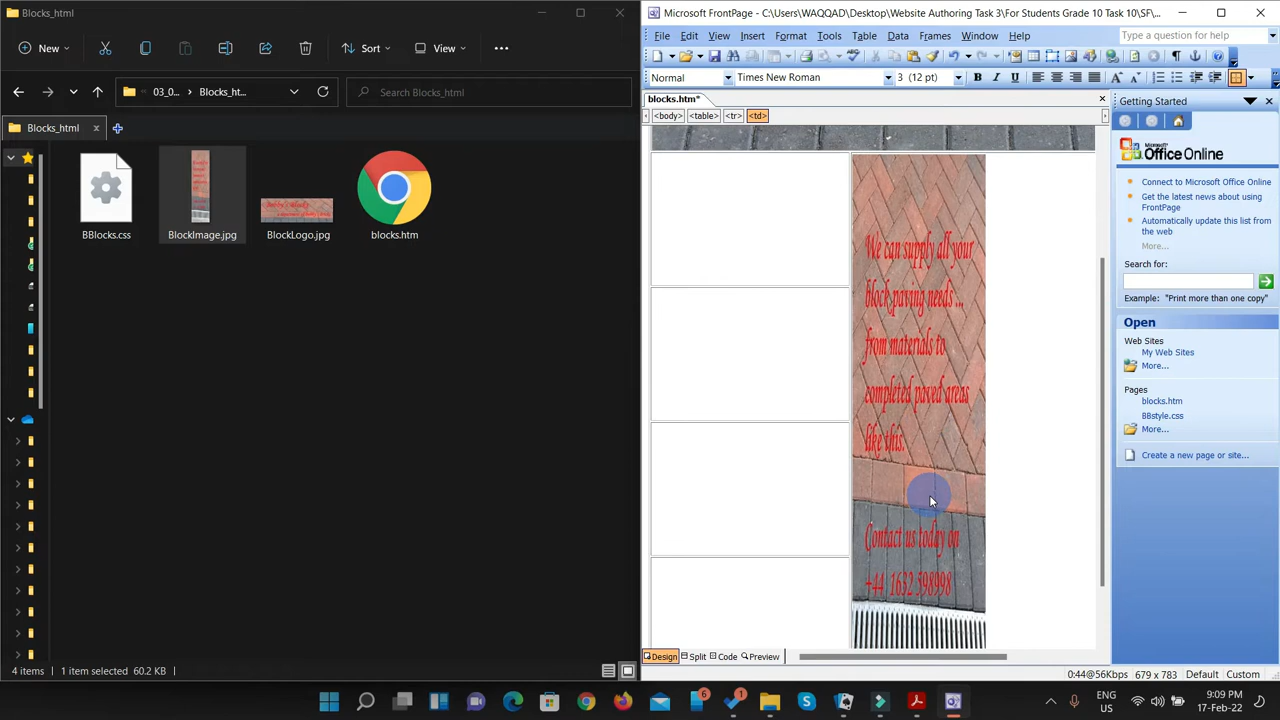 Blocks_html
Microsoft FrontPage - C:\Users\WAQQAD\Desktop\Website Authoring Task 3\For Students Grade 10 Task 10\SF/...
New
Sort
View
File Edit View Insert Format Tools Table Data Frames Window Help
Type a question for help
Normal
Times New Roman
3 (12 pt)
B I U
03_0...
Blocks_ht...
Search Blocks_html
blocks.htm*
Getting Started
<body> <table> <tr> <td>
Blocks_html
Office Online
Connect to Microsoft Office Online
Get the latest news about using
FrontPage
Automatically update this list from
the web
More...
BBlocks.css
BlockImage.jpg
BlockLogo.jpg
blocks.htm
Search for:
Example: "Print more than one copy"
Open
Web Sites
My Web Sites
More...
Pages
blocks.htm
BBstyle.css
More...
Create a new page or site...
We can supply all your
block paving needs ...
from materials to
completed paved areas
like this.
Contact us today on
+44 1632 598998
Design Split Code Preview
0:44@56Kbps 679 x 783 Default Custom
4 items 1 item selected 60.2 KB
6
1
ENG
US
9:09 PM
17-Feb-22